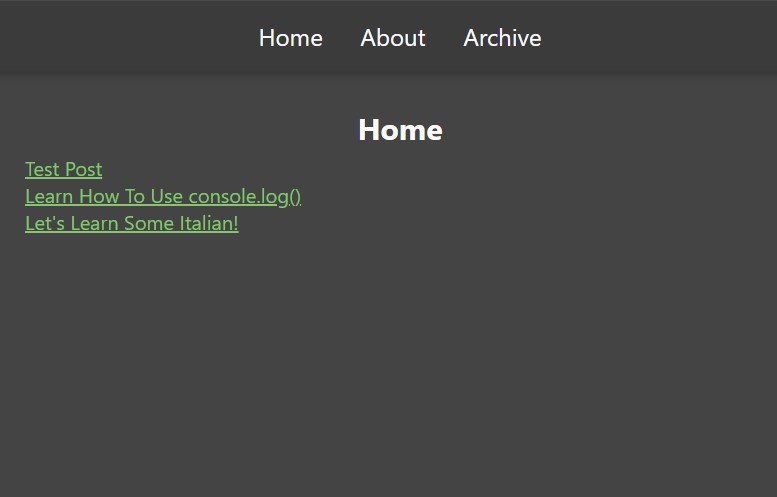 Home About Archive
Home
Test Post
Learn How To Use console.log()
Let's Learn Some Italian!